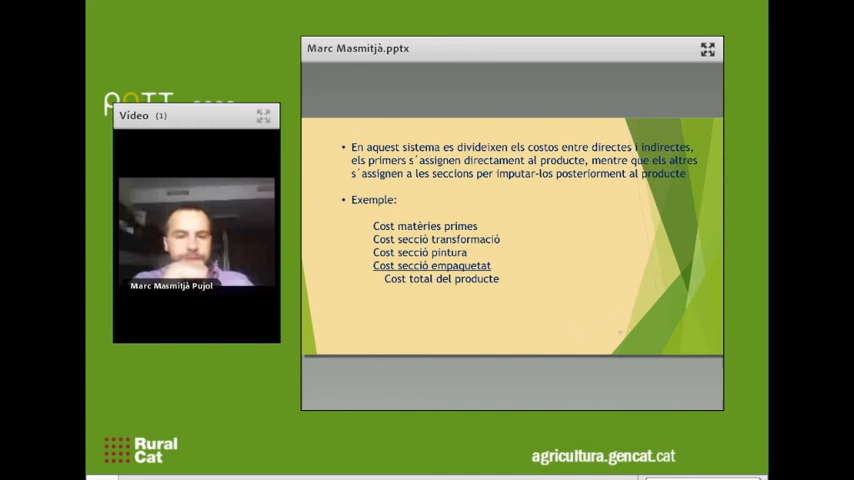 Marc Masmitjà.pptx
Vídeo (1)
• En aquest sistema es divideixen els costos entre directes i indirectes,
els primers s´assignen directament al producte, mentre que els altres
s´assignen a les seccions per imputar-los posteriorment al producte
• Exemple:
Cost matèries primes
Cost secció transformació
Cost secció pintura
Cost secció empaquetat
Cost total del producte
Marc Masmitjà Pujol
Rural
Cat
agricultura.gencat.cat